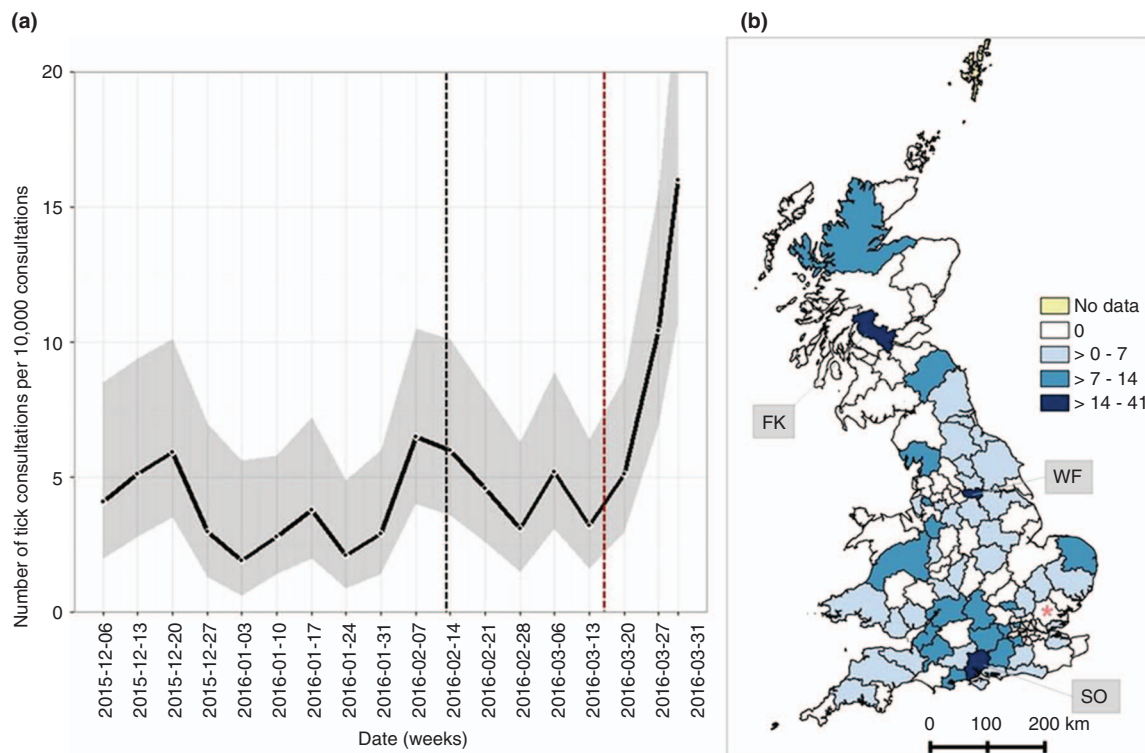 (a)
(b)
20
15
10
5
0
Number of tick consultations per 10,000 consultations
2015-12-06
2015-12-13
2015-12-20
2015-12-27
2016-01-03
2016-01-10
2016-01-17
2016-01-24
2016-01-31
2016-02-07
2016-02-14
2016-02-21
2016-02-28
2016-03-06
2016-03-13
2016-03-20
2016-03-27
2016-03-31
Date (weeks)
No data
0
> 0 - 7
> 7 - 14
> 14 - 41
FK
WF
*
SO
0 100 200 km